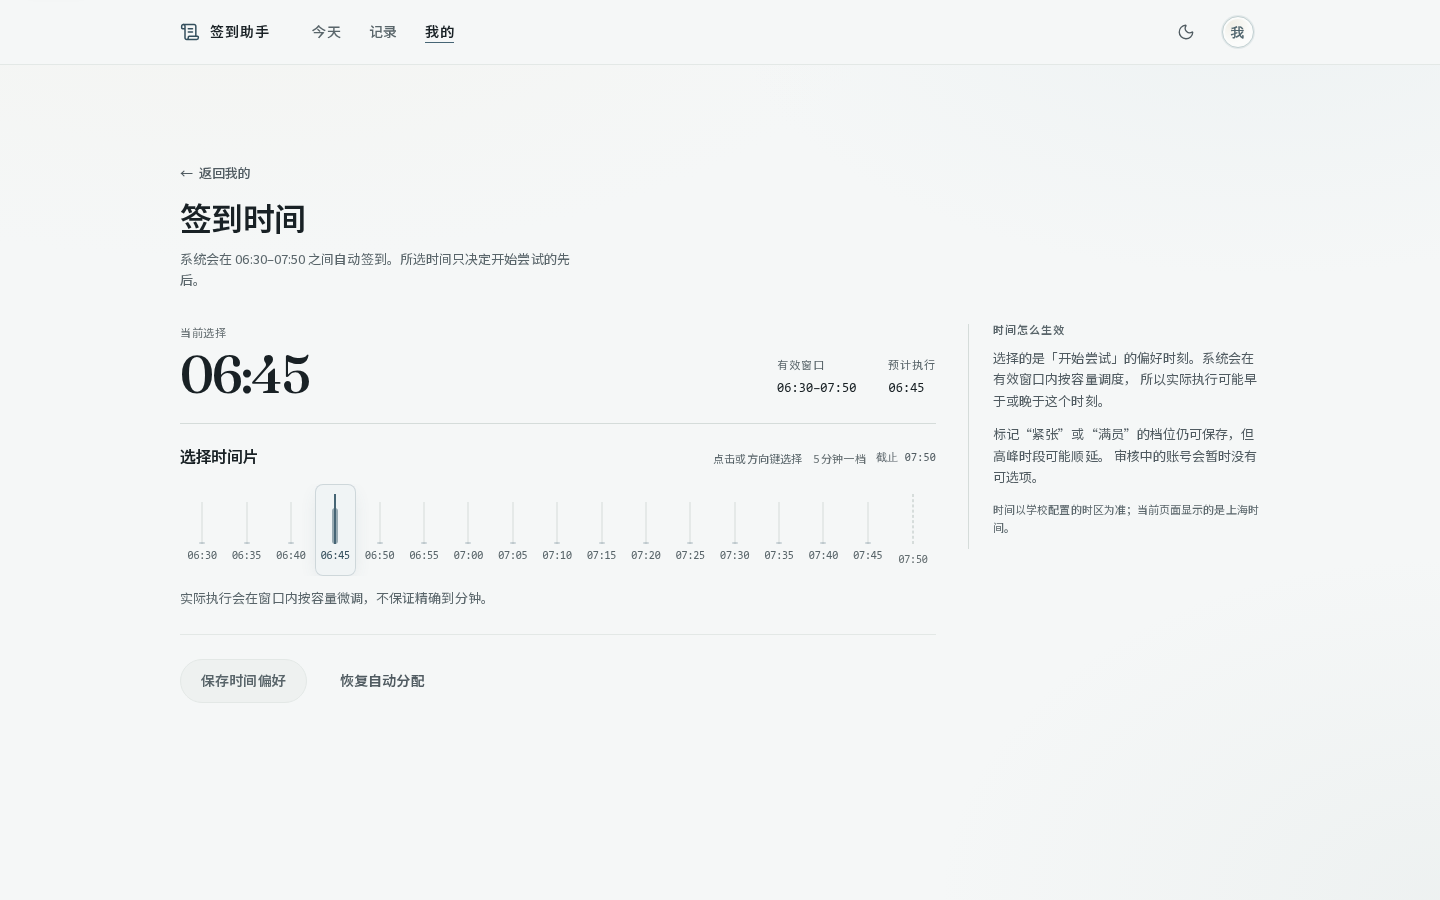 签到助手
今天
记录
我的
我
← 返回我的
签到时间
系统会在 06:30–07:50 之间自动签到。所选时间只决定开始尝试的先
后。
当前选择
06:45
有效窗口
06:30–07:50
预计执行
06:45
选择时间片
点击或方向键选择 5 分钟一档 截止 07:50
06:30 06:35 06:40 06:45 06:50 06:55 07:00 07:05 07:10 07:15 07:20 07:25 07:30 07:35 07:40 07:45 07:50
实际执行会在窗口内按容量微调，不保证精确到分钟。
保存时间偏好
恢复自动分配
时间怎么生效
选择的是「开始尝试」的偏好时刻。系统会在
有效窗口内按容量调度， 所以实际执行可能早
于或晚于这个时刻。
标记“紧张”或“满员”的档位仍可保存，但
高峰时段可能顺延。 审核中的账号会暂时没有
可选项。
时间以学校配置的时区为准；当前页面显示的是上海时
间。